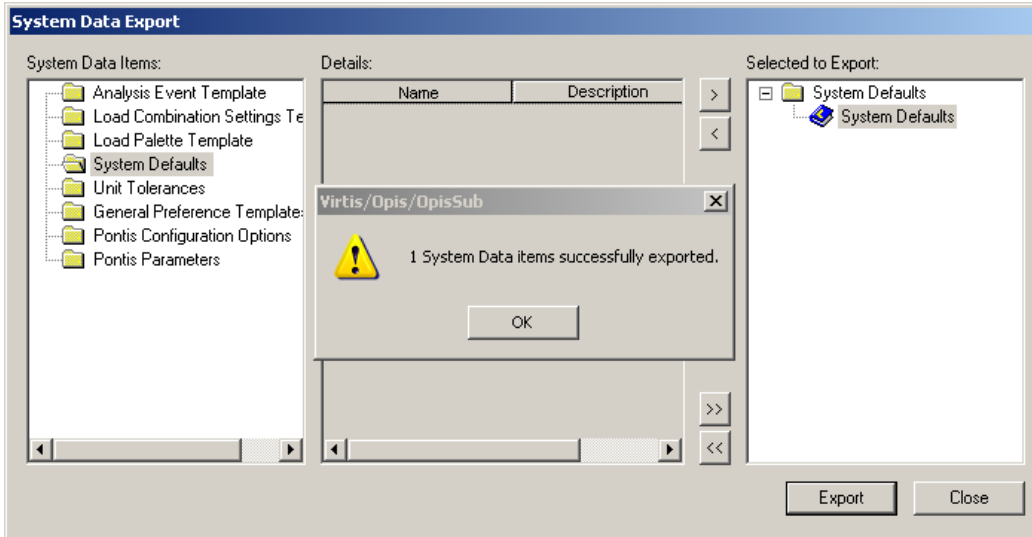 System Data Export
System Data Items:
Details:
Selected to Export:
Analysis Event Template
Load Combination Settings Te
Load Palette Template
System Defaults
Unit Tolerances
General Preference Template
Pontis Configuration Options
Pontis Parameters
Name
Description
>
<
>>
<<
System Defaults
System Defaults
Virtis/Opis/OpisSub
1 System Data items successfully exported.
OK
Export
Close